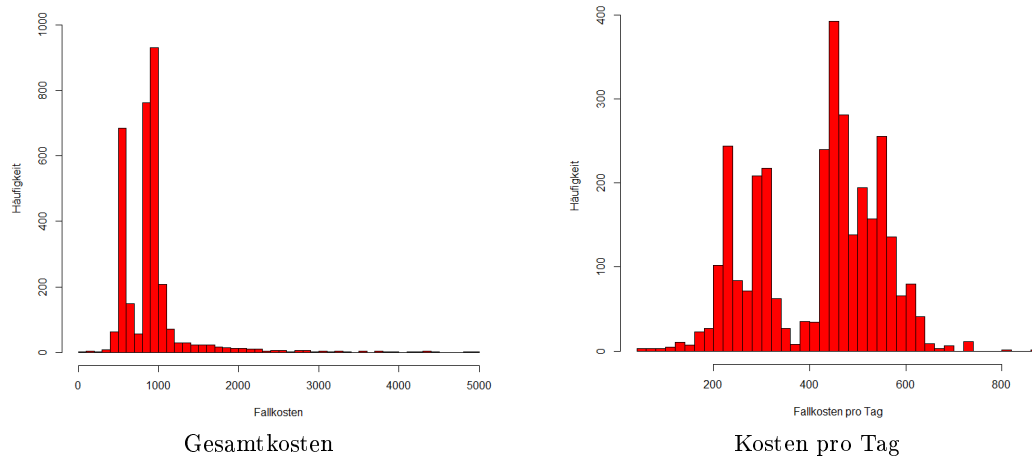 1000
800
600
400
200
0
Häufigkeit
0 1000 2000 3000 4000 5000
Fallkosten
Gesamtkosten
400
300
200
100
0
Häufigkeit
200 400 600 800
Fallkosten pro Tag
Kosten pro Tag